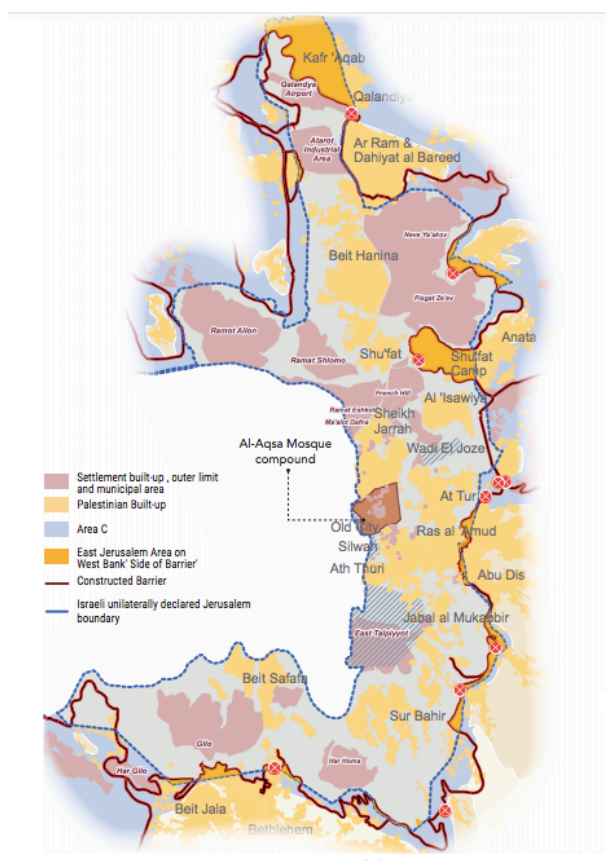 Kafr 'Aqab
Qalandya
Airport
Qalandiya
Atarot
Industrial
Area
Ar Ram &
Dahiyat al Bareed
Neve Ya'akov
Beit Hanina
Pisgat Ze'ev
Ramot Allon
Anata
Ramat Shlomo
Shu'fat
Shu'fat
Camp
French Hill
Al 'Isawiya
Ramat Eshkol
Ma'alot Dafna
Sheikh
Jarrah
Al-Aqsa Mosque
compound
Wadi El Joze
Settlement built-up , outer limit
and municipal area
Palestinian Built-up
Area C
East Jerusalem Area on
West Bank' Side of Barrier'
Constructed Barrier
Israeli unilaterally declared Jerusalem
boundary
At Tur
Old City
Ras al 'Amud
Silwan
Ath Thuri
Abu Dis
Jabal al Mukabbir
East Talpiyyot
Beit Safafa
Sur Bahir
Gilo
Har Homa
Har Gilo
Beit Jala
Bethlehem